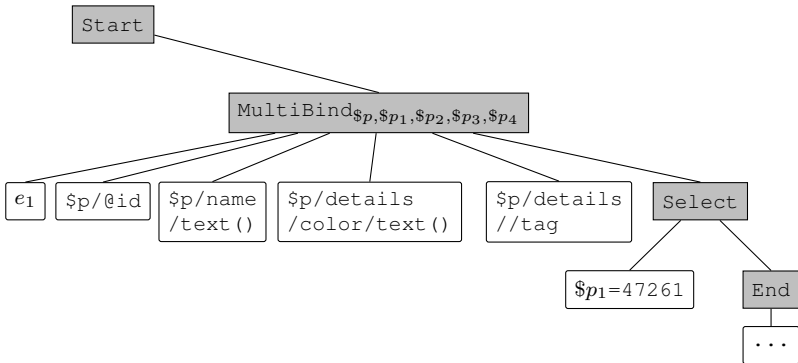 Start
MultiBind$p,$p₁,$p₂,$p₃,$p₄
e₁
$p/@id
$p/name
/text()
$p/details
/color/text()
$p/details
//tag
Select
$p₁=47261
End
...